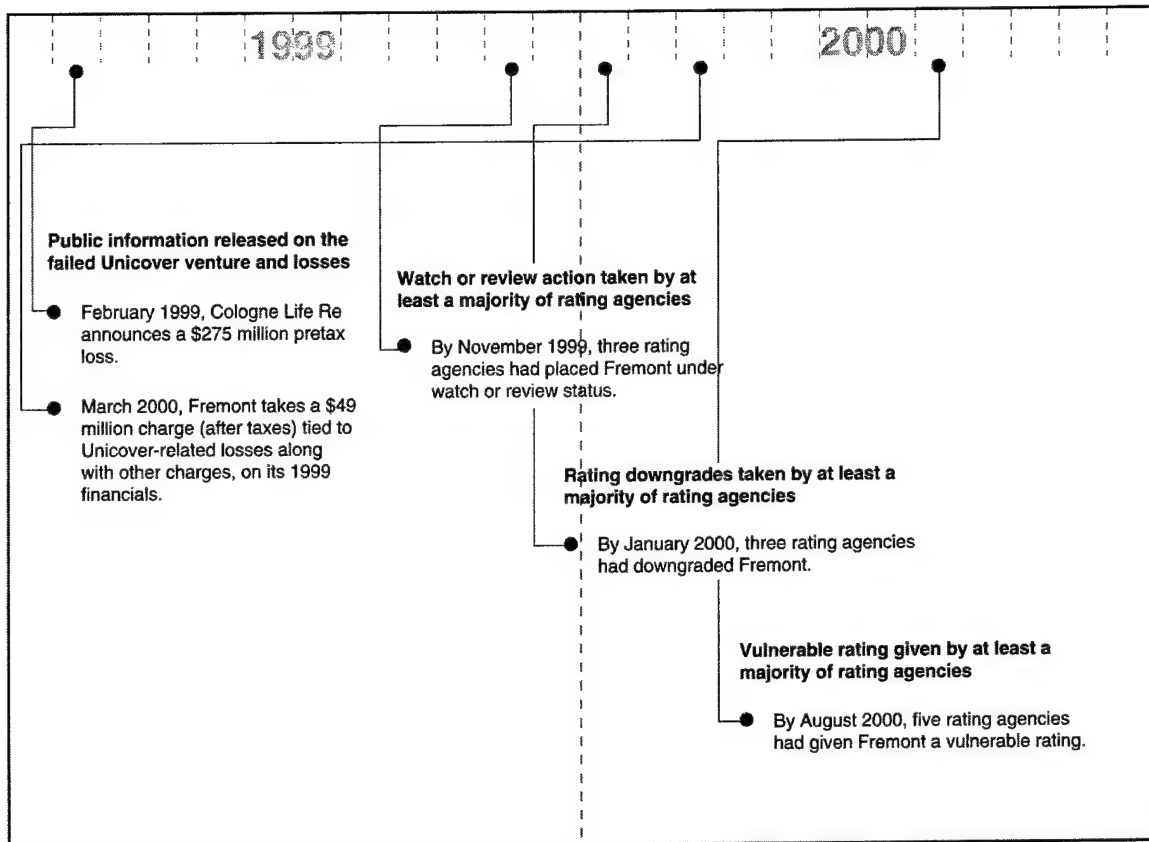 1999
2000
Public information released on the
failed Unicover venture and losses
February 1999, Cologne Life Re
announces a $275 million pretax
loss.
March 2000, Fremont takes a $49
million charge (after taxes) tied to
Unicover-related losses along
with other charges, on its 1999
financials.
Watch or review action taken by at
least a majority of rating agencies
By November 1999, three rating
agencies had placed Fremont under
watch or review status.
Rating downgrades taken by at least a
majority of rating agencies
By January 2000, three rating agencies
had downgraded Fremont.
Vulnerable rating given by at least a
majority of rating agencies
By August 2000, five rating agencies
had given Fremont a vulnerable rating.